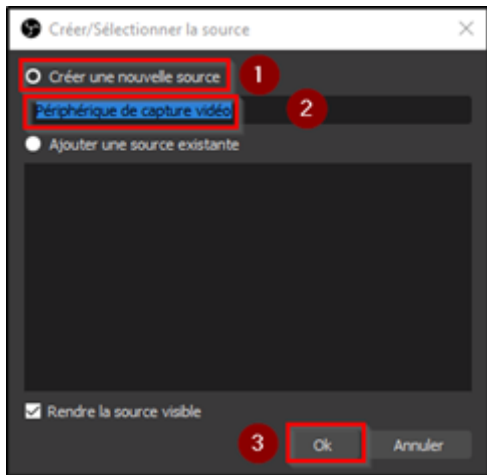 Créer/Sélectionner la source
Créer une nouvelle source 1
Périphérique de capture vidéo 2
Ajouter une source existante
Rendre la source visible
3 Ok Annuler